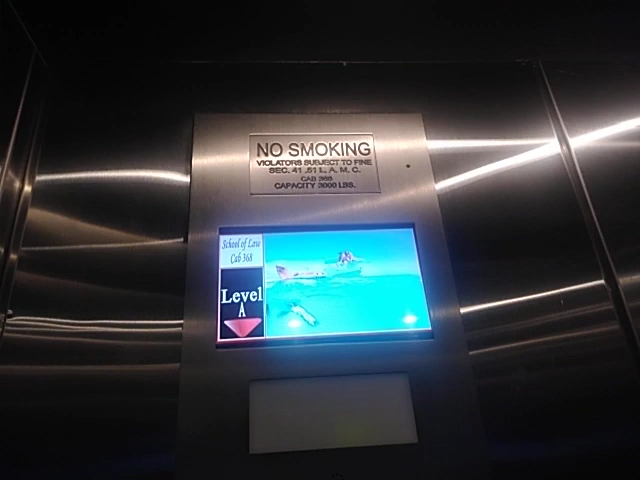 NO SMOKING
VIOLATORS SUBJECT TO FINE
SEC. 41 .51 L. A. M. C.
CAB 368
CAPACITY 3000 LBS.
School of Law
Cab 368
Level
A